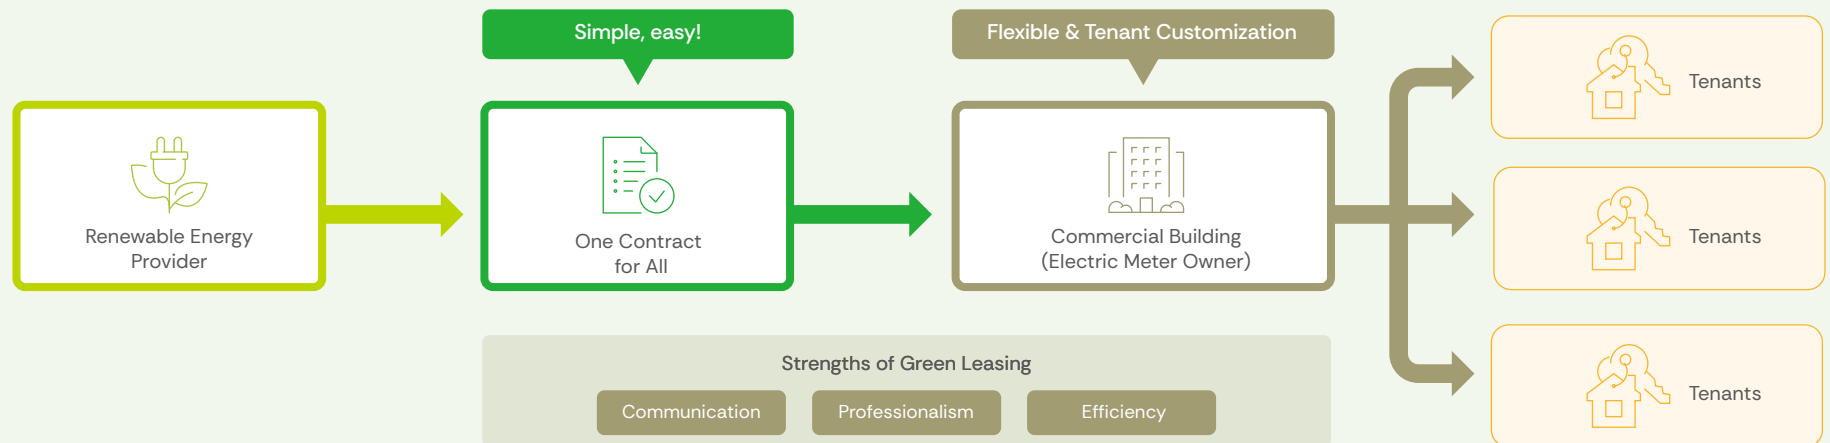 Simple, easy!
Flexible & Tenant Customization
Renewable Energy
Provider
One Contract
for All
Commercial Building
(Electric Meter Owner)
Tenants
Tenants
Tenants
Strengths of Green Leasing
Communication
Professionalism
Efficiency